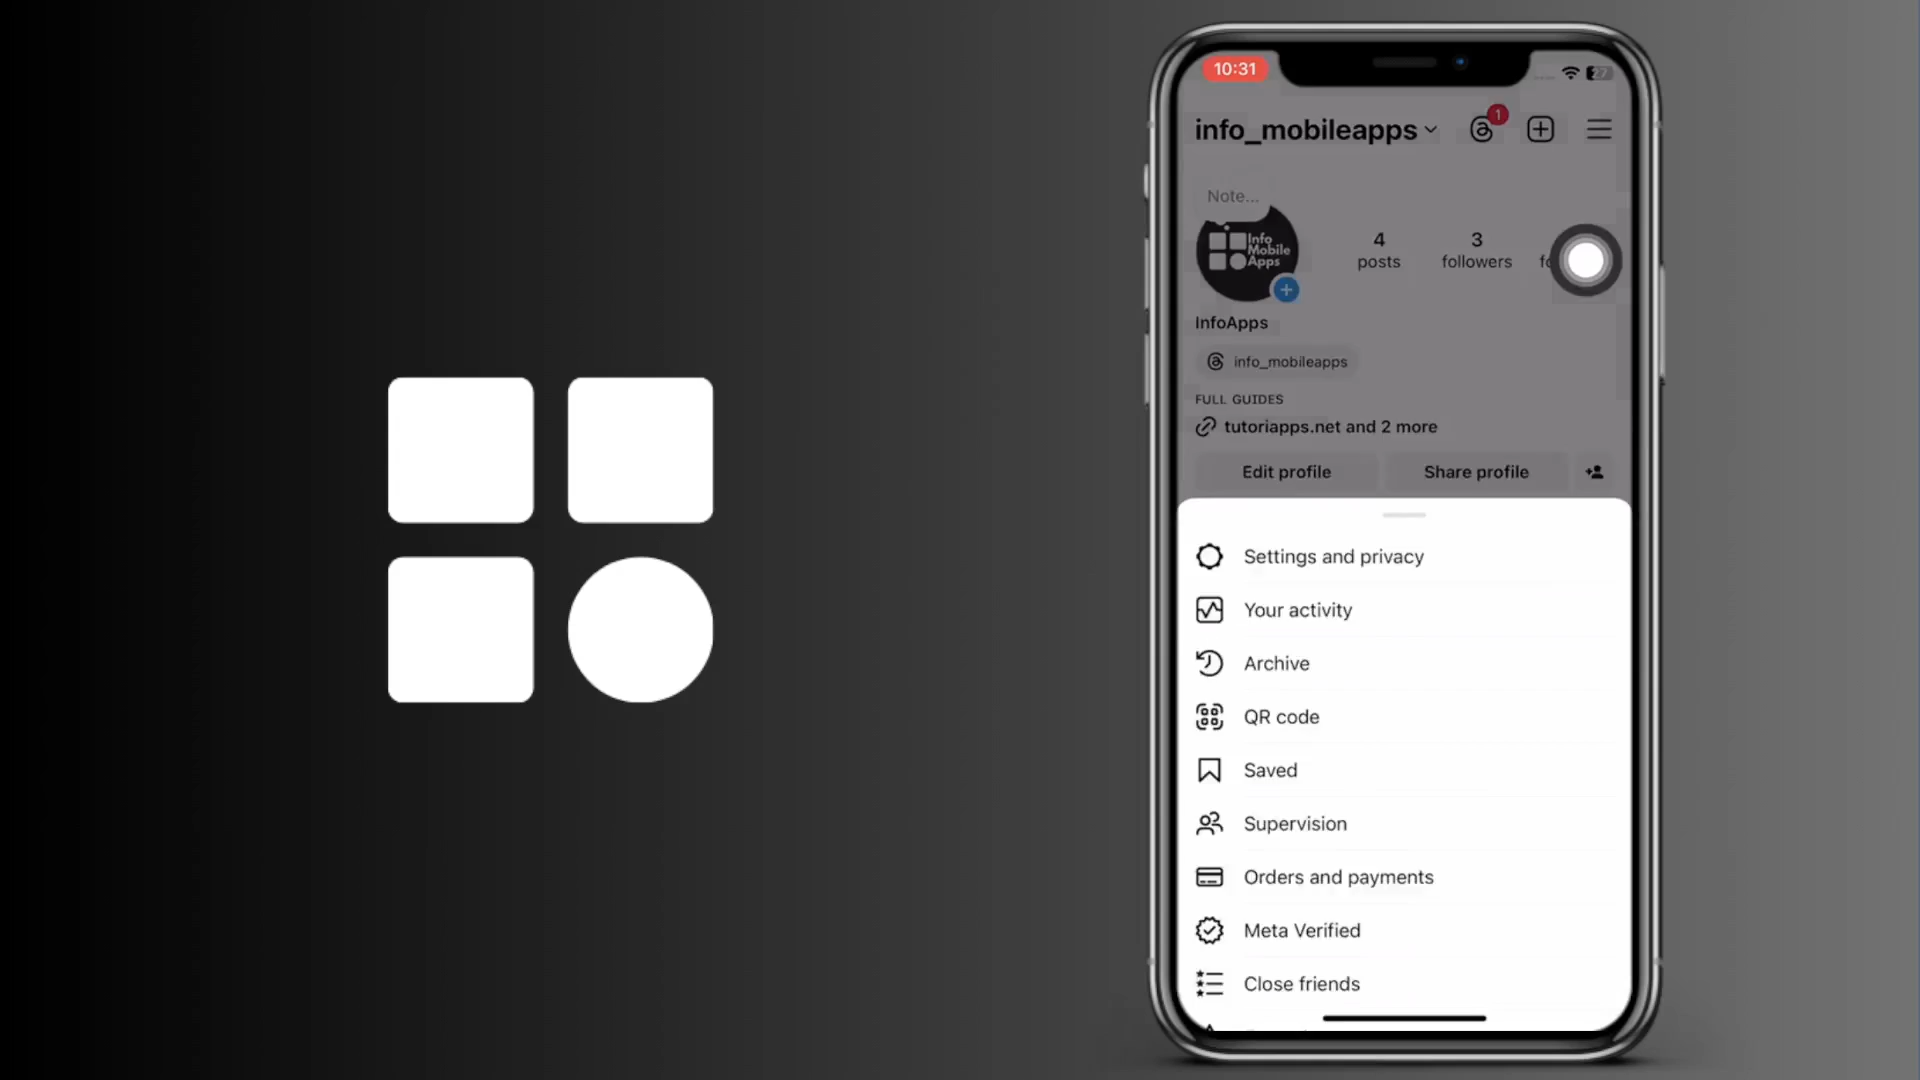 10:31
27
info_mobileapps
1
Note...
Info
Mobile
Apps
4
posts
3
followers
InfoApps
info_mobileapps
FULL GUIDES
tutoriapps.net and 2 more
Edit profile
Share profile
Settings and privacy
Your activity
Archive
QR code
Saved
Supervision
Orders and payments
Meta Verified
Close friends